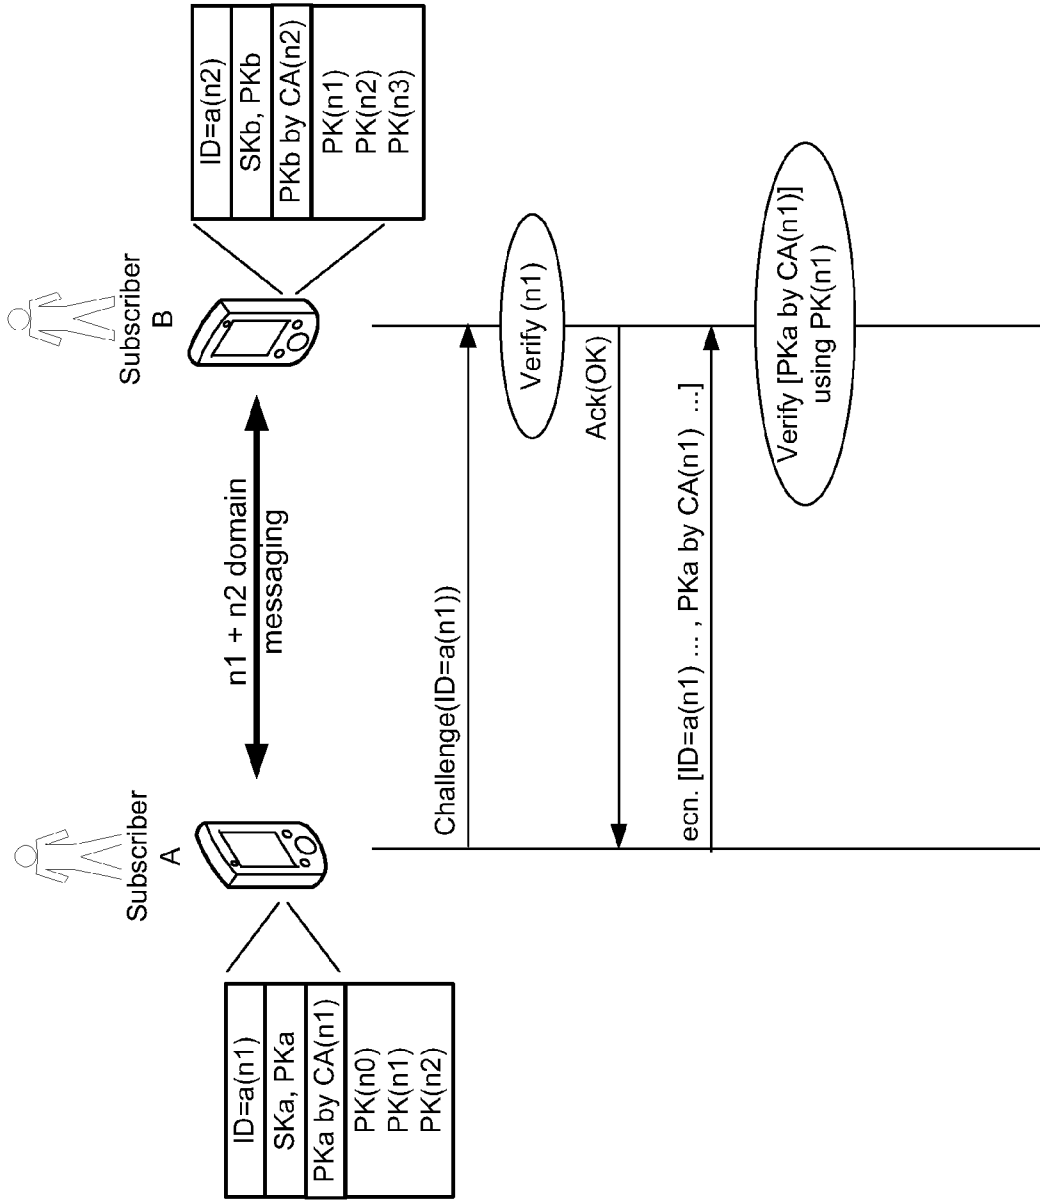 Subscriber
A
Subscriber
B
n1 + n2 domain
messaging
ID=a(n1)
SKa, PKa
PKa by CA(n1)
PK(n0)
PK(n1)
PK(n2)
ID=a(n2)
SKb, PKb
PKb by CA(n2)
PK(n1)
PK(n2)
PK(n3)
Challenge(ID=a(n1))
Verify (n1)
Ack(OK)
ecn. [ID=a(n1) ... , PKa by CA(n1) ...]
Verify [PKa by CA(n1)]
using PK(n1)